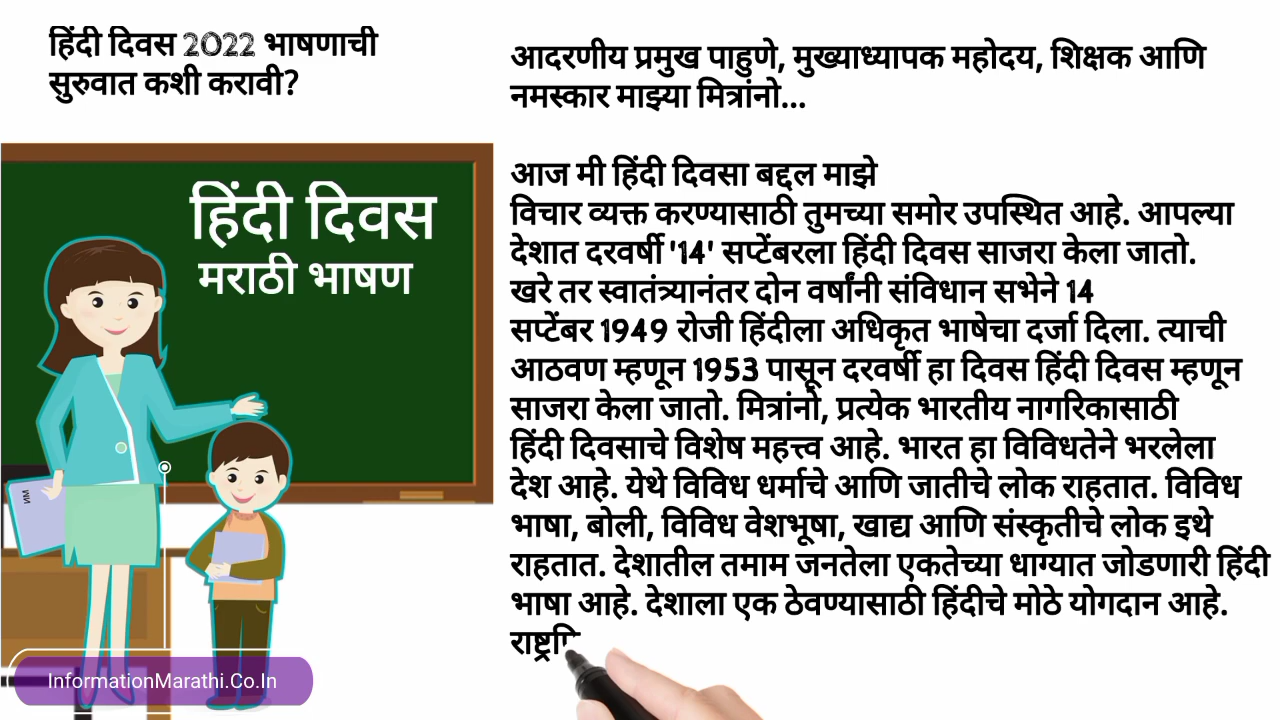 हिंदी दिवस 2022 भाषणाची
सुरुवात कशी करावी?
हिंदी दिवस
मराठी भाषण
आदरणीय प्रमुख पाहुणे, मुख्याध्यापक महोदय, शिक्षक आणि
नमस्कार माझ्या मित्रांनो...
आज मी हिंदी दिवसा बद्दल माझे
विचार व्यक्त करण्यासाठी तुमच्या समोर उपस्थित आहे. आपल्या
देशात दरवर्षी '14' सप्टेंबरला हिंदी दिवस साजरा केला जातो.
खरे तर स्वातंत्र्यानंतर दोन वर्षांनी संविधान सभेने 14
सप्टेंबर 1949 रोजी हिंदीला अधिकृत भाषेचा दर्जा दिला. त्याची
आठवण म्हणून 1953 पासून दरवर्षी हा दिवस हिंदी दिवस म्हणून
साजरा केला जातो. मित्रांनो, प्रत्येक भारतीय नागरिकासाठी
हिंदी दिवसाचे विशेष महत्त्व आहे. भारत हा विविधतेने भरलेला
देश आहे. येथे विविध धर्माचे आणि जातीचे लोक राहतात. विविध
भाषा, बोली, विविध वेशभूषा, खाद्य आणि संस्कृतीचे लोक इथे
राहतात. देशातील तमाम जनतेला एकतेच्या धाग्यात जोडणारी हिंदी
भाषा आहे. देशाला एक ठेवण्यासाठी हिंदीचे मोठे योगदान आहे.
InformationMarathi.Co.In